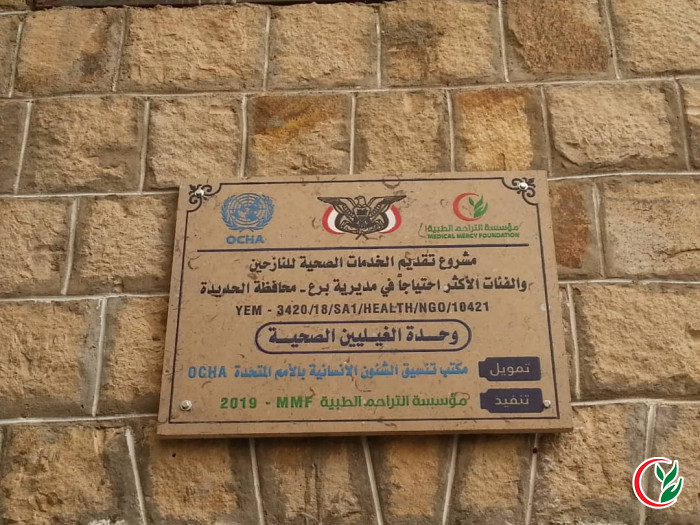 OCHA
مؤسسة التراحم الطبية
MEDICAL MERCY FOUNDATION
مشروع تقديم الخدمات الصحية للنازحين
والفئات الأكثر احتياجاً في مديرية برع - محافظة الحديدة
YEM - 3420/18/SA1/HEALTH/NGO/10421
وحدة الفيليين الصحية
تمويل مكتب تنسيق الشئون الانسانية بالأمم المتحدة OCHA
تنفيذ مؤسسة التراحم الطبية MMF - 2019